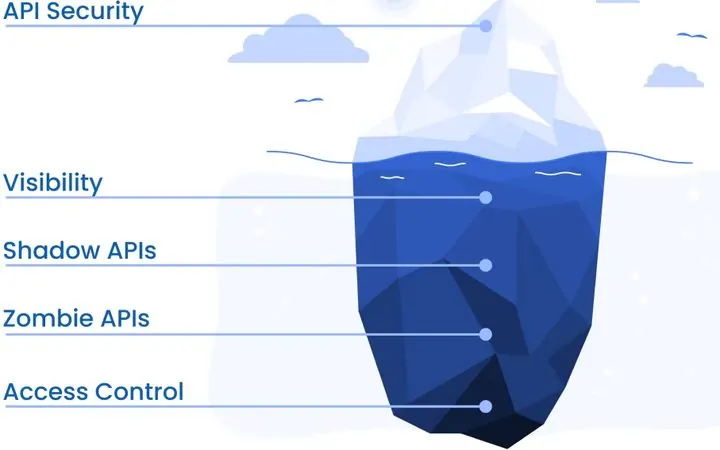 API Security
Visibility
Shadow APIs
Zombie APIs
Access Control